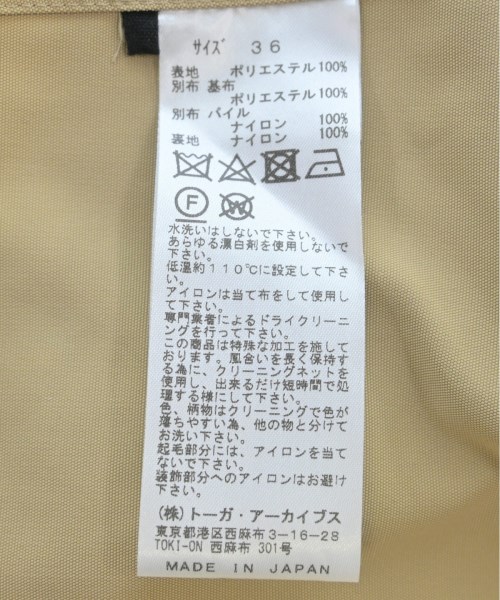 サイズ 36
表地 ポリエステル100%
別布 基布
ポリエステル100%
別布 パイル
ナイロン 100%
裏地 ナイロン 100%
F W
水洗いはしないで下さい。
あらゆる漂白剤を使用しないで
下さい。
低温約110℃に設定して下さ
い。
アイロンは当て布をして使用し
て下さい。
専門業者によるドライクリーニ
ングを行って下さい。
この商品は特殊な加工を施して
おります。風合いを長く保持す
る為に、クリーニングネットを
使用し、出来るだけ短時間で処
理する様にして下さい。
色、柄物はクリーニングで色が
落ちやすい為、他の物と分けて
お洗い下さい。
起毛部分には、アイロンを当て
ないで下さい。
装飾部分へのアイロンはお避け
下さい。
(株)トーガ・アーカイブス
東京都港区西麻布3-16-28
TOKI-ON 西麻布 301号
MADE IN JAPAN